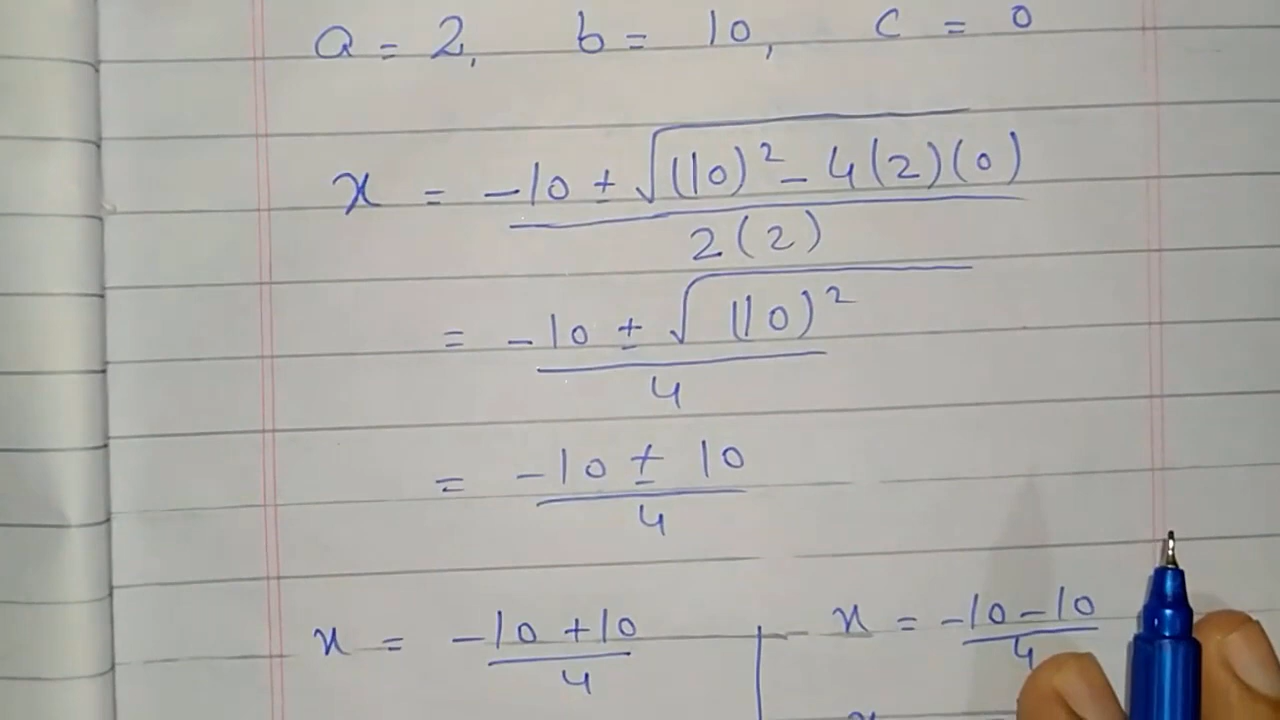 a = 2, b = 10, c = 0
x = -10 ± √(10)² - 4(2)(0)
2(2)
= -10 ± √(10)²
4
= -10 ± 10
4
x = -10 + 10 x = -10 - 10
4 4